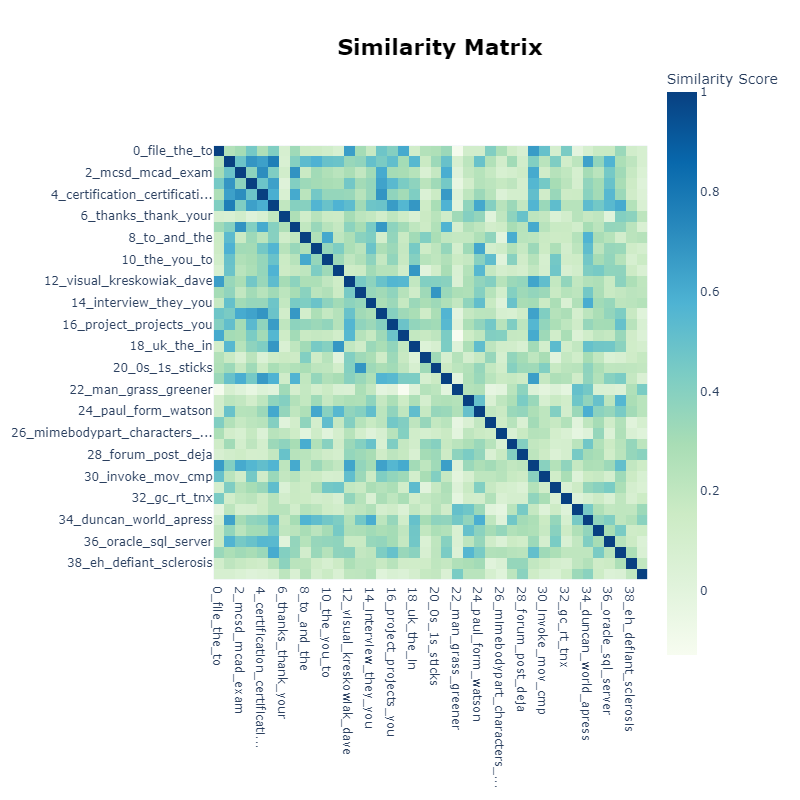 Similarity Matrix
Similarity Score
1
0.8
0.6
0.4
0.2
0
0_file_the_to
2_mcsd_mcad_exam
4_certification_certificati...
6_thanks_thank_your
8_to_and_the
10_the_you_to
12_visual_kreskowiak_dave
14_interview_they_you
16_project_projects_you
18_uk_the_in
20_0s_1s_sticks
22_man_grass_greener
24_paul_form_watson
26_mimebodypart_characters_...
28_forum_post_deja
30_invoke_mov_cmp
32_gc_rt_tnx
34_duncan_world_apress
36_oracle_sql_server
38_eh_defiant_sclerosis
0_file_the_to
2_mcsd_mcad_exam
4_certification_certificati...
6_thanks_thank_your
8_to_and_the
10_the_you_to
12_visual_kreskowiak_dave
14_interview_they_you
16_project_projects_you
18_uk_the_in
20_0s_1s_sticks
22_man_grass_greener
24_paul_form_watson
26_mimebodypart_characters_...
28_forum_post_deja
30_invoke_mov_cmp
32_gc_rt_tnx
34_duncan_world_apress
36_oracle_sql_server
38_eh_defiant_sclerosis